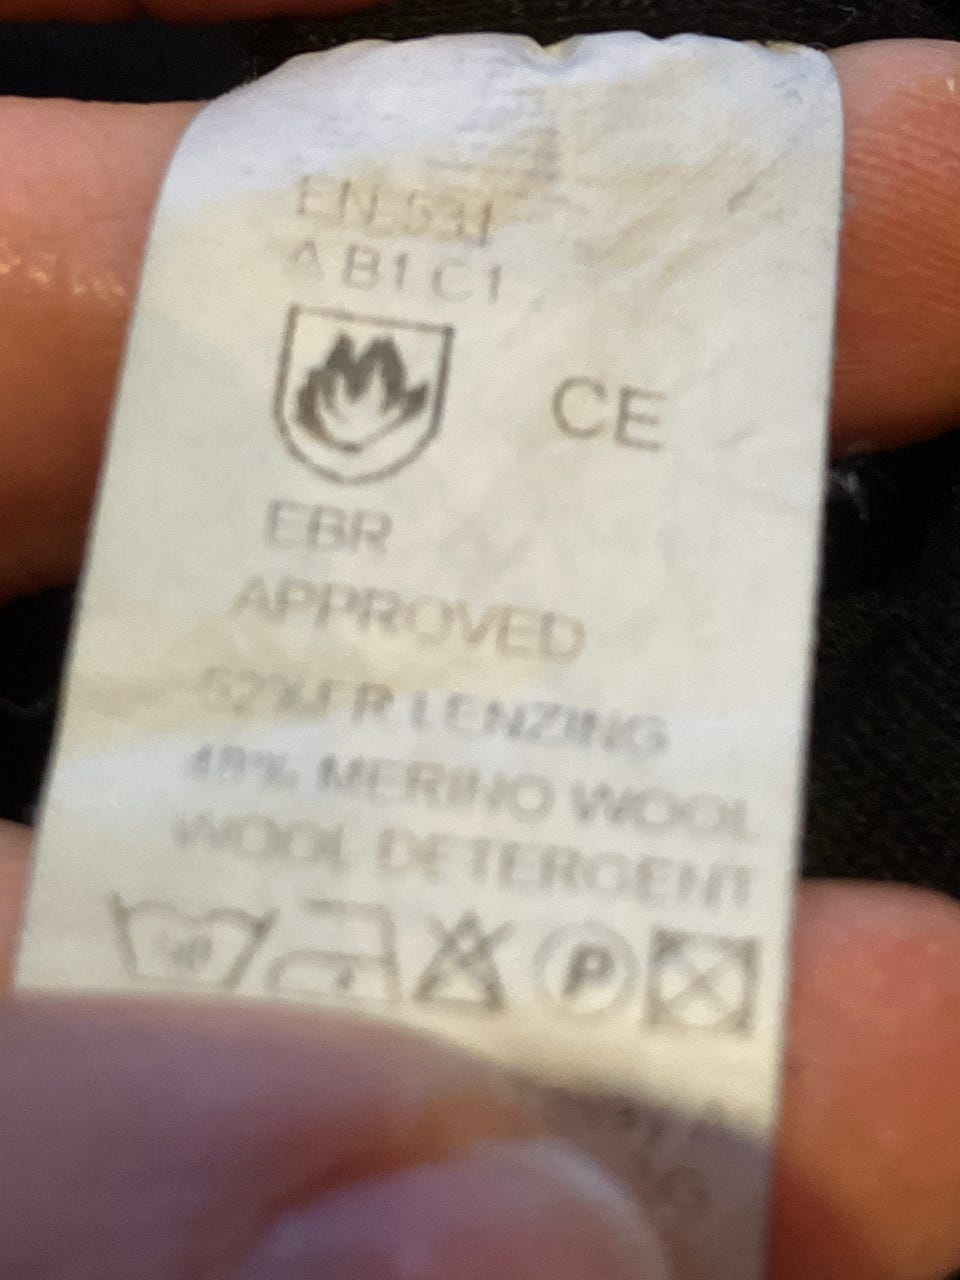 EN 531
A B1 C1
CE
EBR
APPROVED
52% FR LENZING
48% MERINO WOOL
WOOL DETERGENT
P